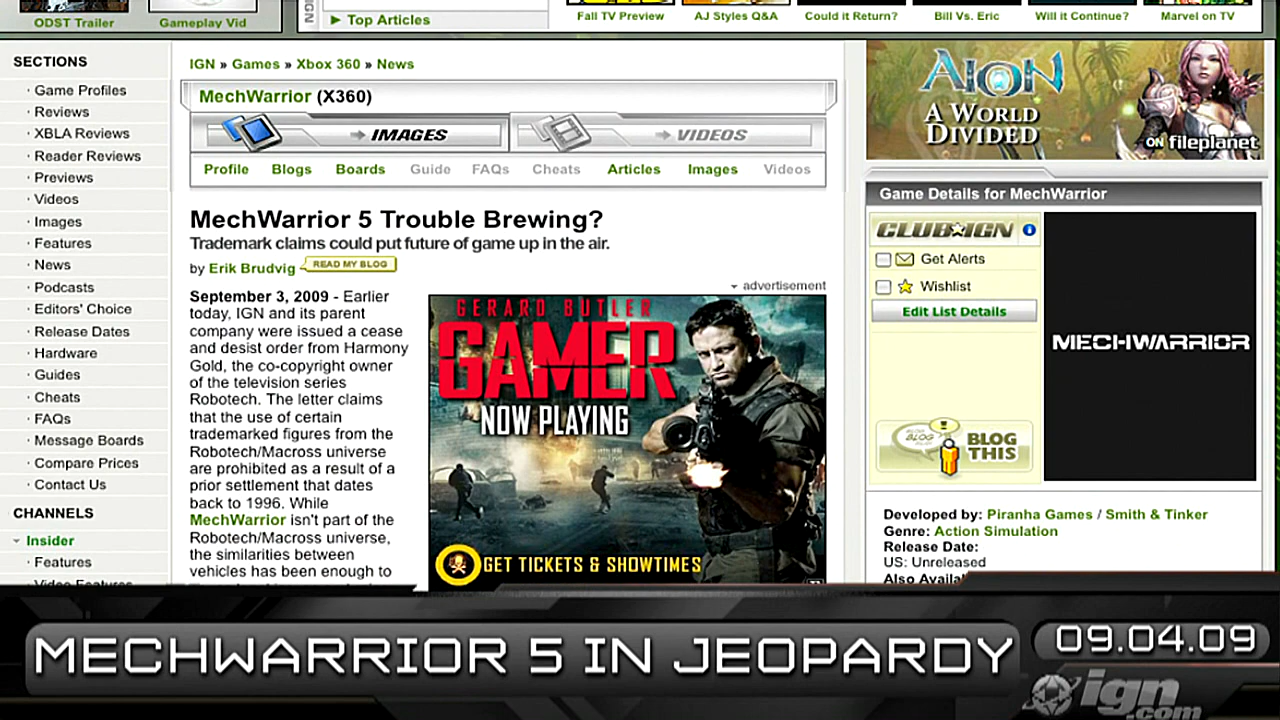 ODST Trailer
Gameplay Vid
IGN
Top Articles
Fall TV Preview
AJ Styles Q&A
Could it Return?
Bill Vs. Eric
Will it Continue?
Marvel on TV
SECTIONS
· Game Profiles
· Reviews
· XBLA Reviews
· Reader Reviews
· Previews
· Videos
· Images
· Features
· News
· Podcasts
· Editors' Choice
· Release Dates
· Hardware
· Guides
· Cheats
· FAQs
· Message Boards
· Compare Prices
· Contact Us
CHANNELS
Insider
· Features
· Video Features
IGN » Games » Xbox 360 » News
MechWarrior (X360)
IMAGES
VIDEOS
Profile Blogs Boards Guide FAQs Cheats Articles Images Videos
MechWarrior 5 Trouble Brewing?
Trademark claims could put future of game up in the air.
by Erik Brudvig READ MY BLOG
September 3, 2009 - Earlier
today, IGN and its parent
company were issued a cease
and desist order from Harmony
Gold, the co-copyright owner
of the television series
Robotech. The letter claims
that the use of certain
trademarked figures from the
Robotech/Macross universe
are prohibited as a result of a
prior settlement that dates
back to 1996. While
MechWarrior isn't part of the
Robotech/Macross universe,
the similarities between
vehicles has been enough to
advertisement
GERARD BUTLER
GAMER
NOW PLAYING
GET TICKETS & SHOWTIMES
AION
A WORLD
DIVIDED
ON fileplanet
Game Details for MechWarrior
CLUB IGN
Get Alerts
Wishlist
Edit List Details
BLOG
THIS
MECHWARRIOR
Developed by: Piranha Games / Smith & Tinker
Genre: Action Simulation
Release Date:
US: Unreleased
Also Availa
MECHWARRIOR 5 IN JEOPARDY
09.04.09
ign
.com